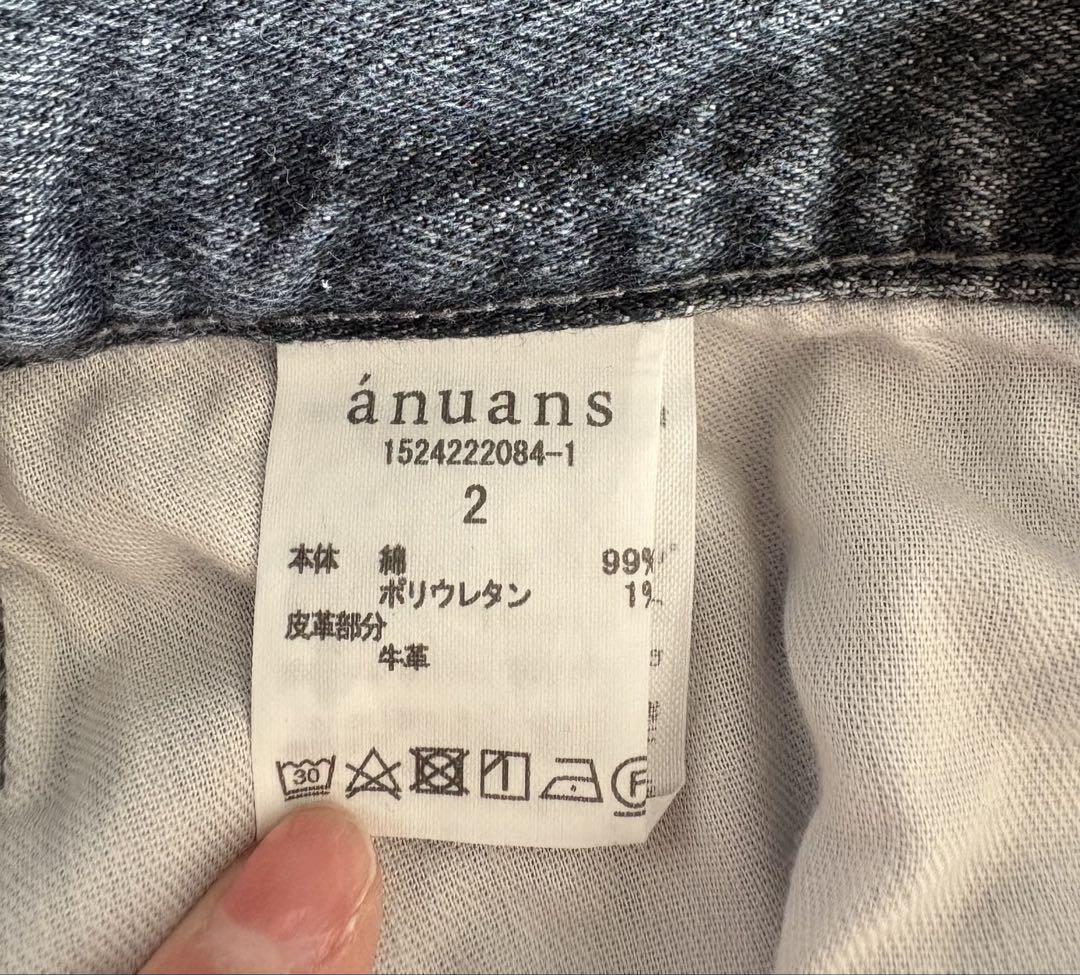 ánuans
1524222084-1
2
本体 綿 99%
ポリウレタン 1%
皮革部分
牛革
30
F